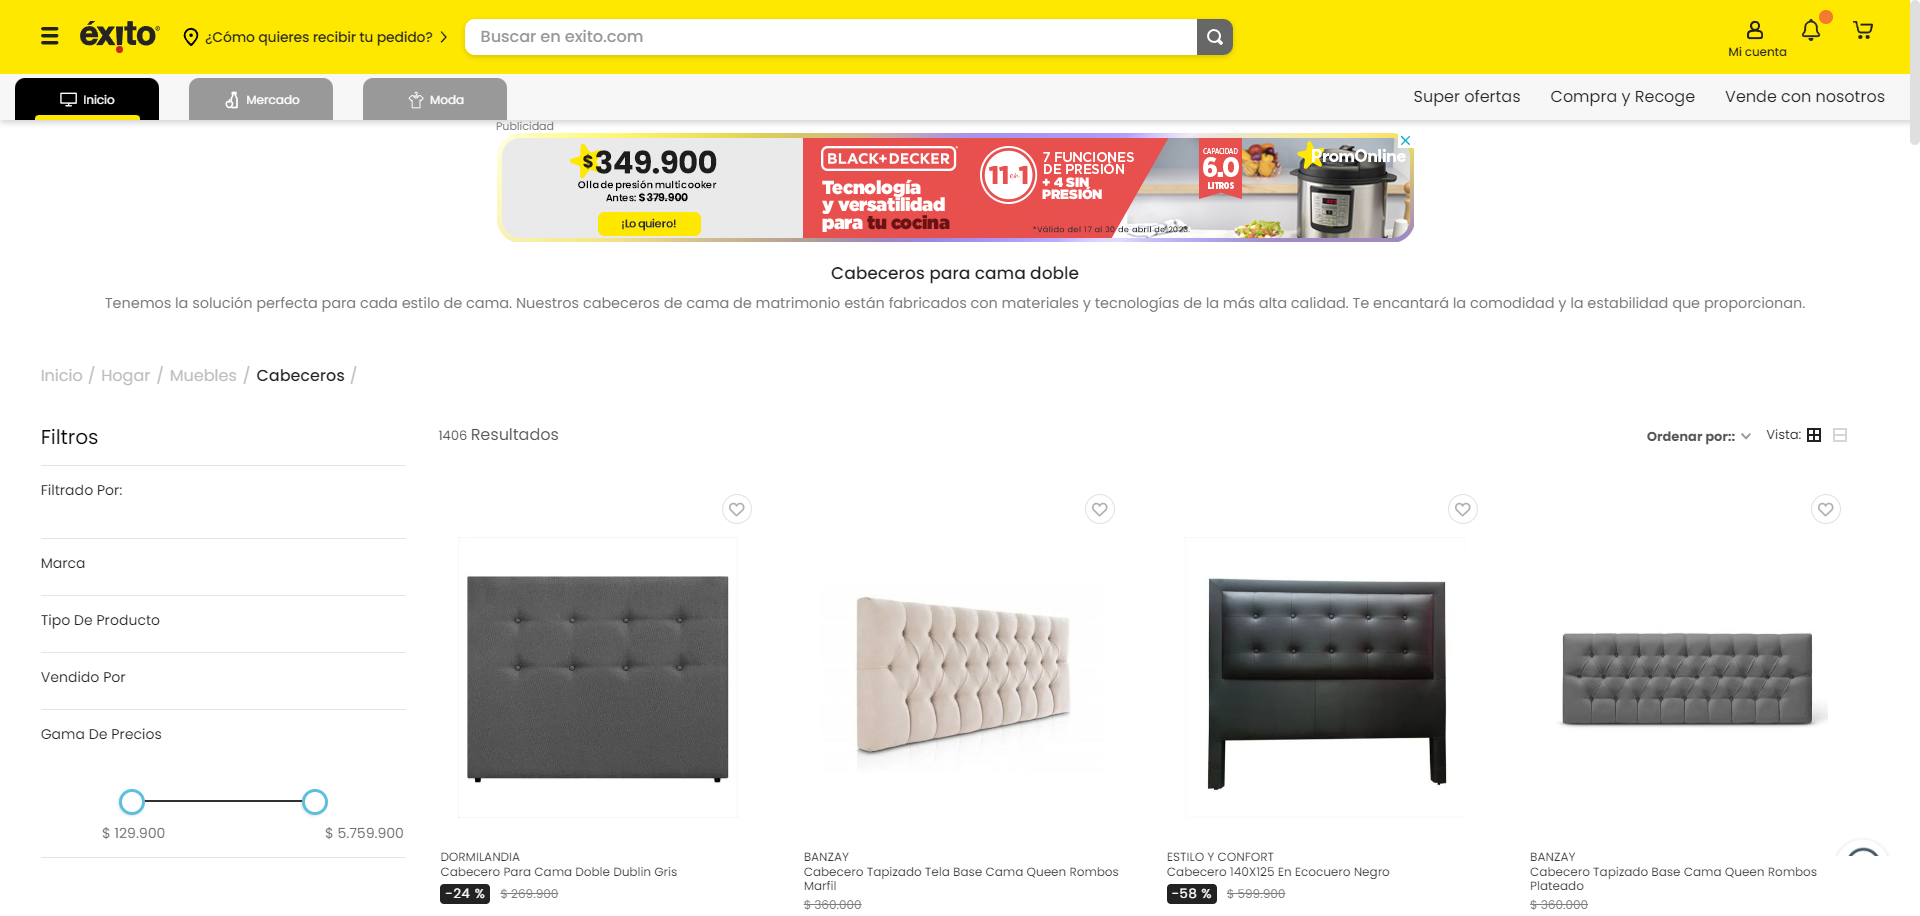 éxito
¿Cómo quieres recibir tu pedido?
Buscar en exito.com
Mi cuenta
Inicio
Mercado
Moda
Super ofertas
Compra y Recoge
Vende con nosotros
Publicidad
$349.900
Olla de presión multicooker
Antes: $379.900
¡Lo quiero!
BLACK+DECKER
Tecnología
y versatilidad
para tu cocina
11 en 1
7 FUNCIONES
DE PRESIÓN
+ 4 SIN
PRESIÓN
CAPACIDAD
6.0
LITROS
PromOnline
*Válido del 17 al 30 de abril de 2023.
Cabeceros para cama doble
Tenemos la solución perfecta para cada estilo de cama. Nuestros cabeceros de cama de matrimonio están fabricados con materiales y tecnologías de la más alta calidad. Te encantará la comodidad y la estabilidad que proporcionan.
Inicio / Hogar / Muebles / Cabeceros /
Filtros
1406 Resultados
Ordenar por::
Vista:
Filtrado Por:
Marca
Tipo De Producto
Vendido Por
Gama De Precios
$ 129.900
$ 5.759.900
DORMILANDIA
Cabecero Para Cama Doble Dublin Gris
-24 % $ 269.900
BANZAY
Cabecero Tapizado Tela Base Cama Queen Rombos
Marfil
$ 360.000
ESTILO Y CONFORT
Cabecero 140X125 En Ecocuero Negro
-58 % $ 599.900
BANZAY
Cabecero Tapizado Base Cama Queen Rombos
Plateado
$ 360.000